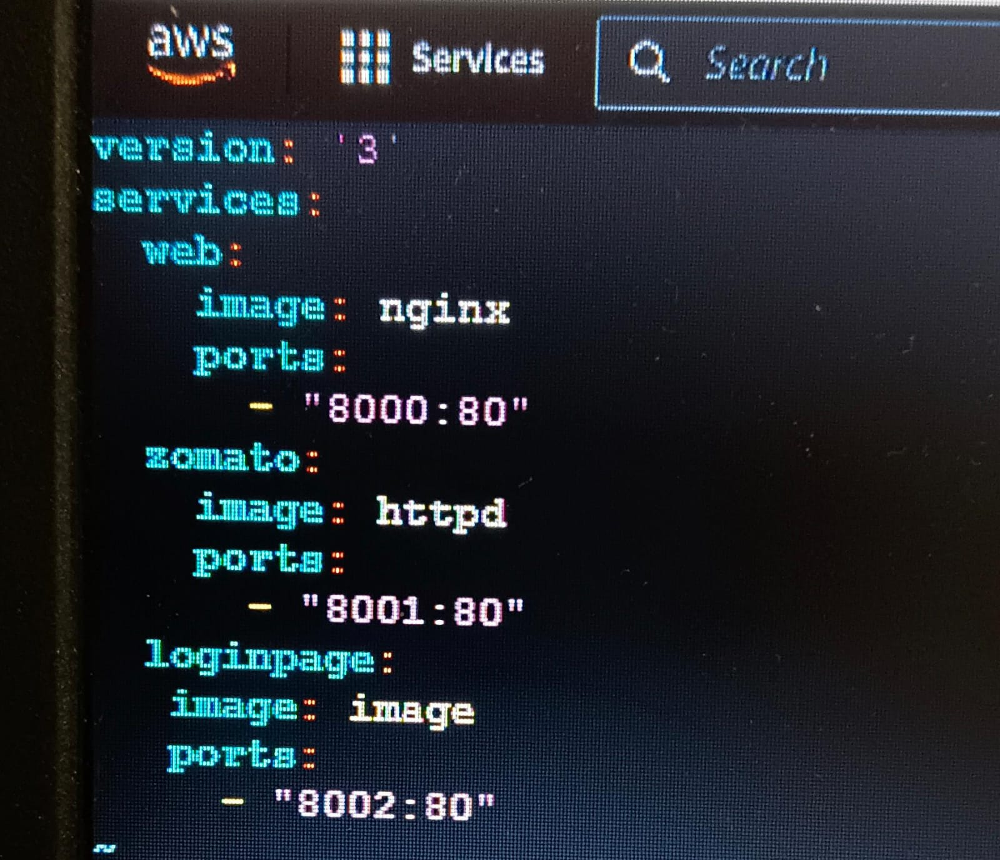 aws Services Search
version: '3'
services:
  web:
    image: nginx
    ports:
      - "8000:80"
  zomato:
    image: httpd
    ports:
      - "8001:80"
  loginpage:
   image: image
   ports:
     - "8002:80"
~